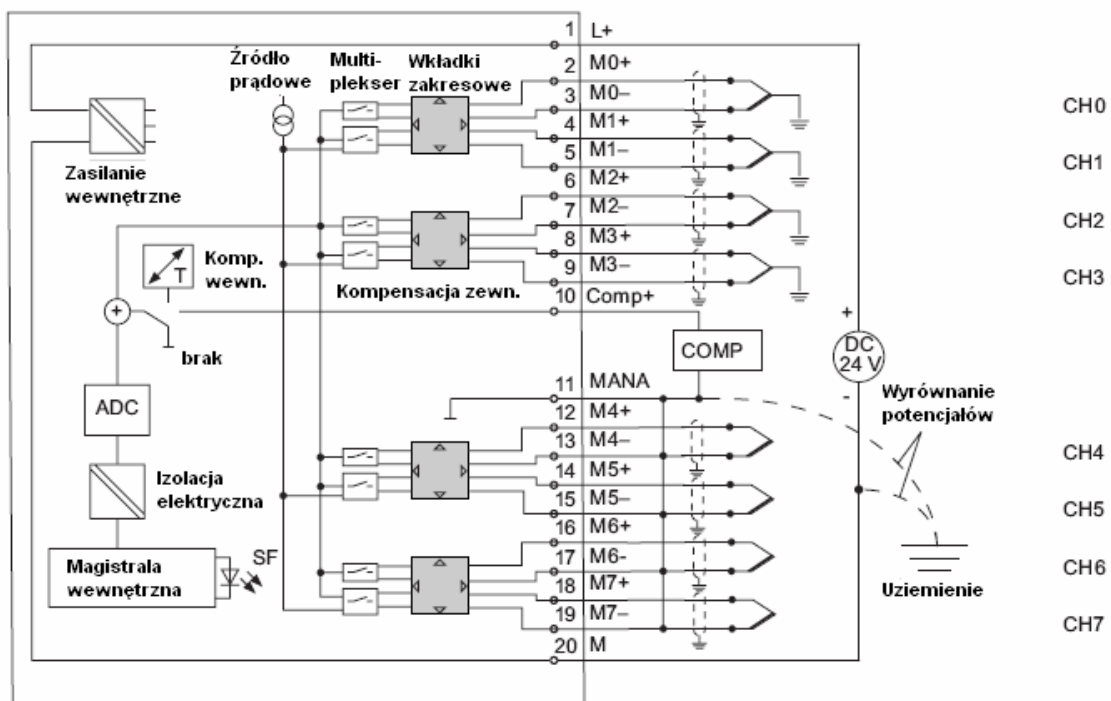 1 L+
2 M0+
3 M0–
4 M1+
5 M1–
6 M2+
7 M2–
8 M3+
9 M3–
10 Comp+
11 MANA
12 M4+
13 M4–
14 M5+
15 M5–
16 M6+
17 M6-
18 M7+
19 M7–
20 M
Źródło
prądowe
Multi-
plekser
Wkładki
zakresowe
Zasilanie
wewnętrzne
T
Komp.
wewn.
Kompensacja zewn.
+
brak
ADC
Izolacja
elektryczna
Magistrala
wewnętrzna
SF
COMP
+
DC
24 V
-
Wyrównanie
potencjałów
Uziemienie
CH0
CH1
CH2
CH3
CH4
CH5
CH6
CH7